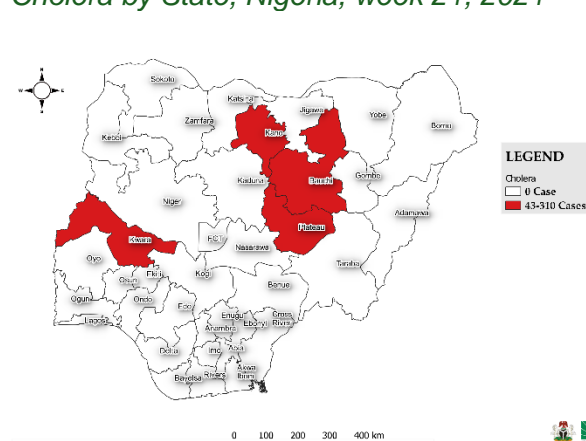 Cholera by State, Nigeria, week 21, 2021
Sokoto
Katsina
Jigawa
Yobe
Borno
Zamfara
Kano
Kebbi
Kaduna
Bauchi
Gombe
Niger
Adamawa
Plateau
FCT
Kwara
Nasarawa
Taraba
Oyo
Kogi
Ekiti
Osun
Benue
Ogun
Ondo
Edo
Enugu
Cross
Ebonyi
River
Lagos
Anambra
Delta
Imo
Abia
Akwa
Ibom
Bayelsa
Rivers
LEGEND
Cholera
0 Case
43-310 Cases
0 100 200 300 400 km